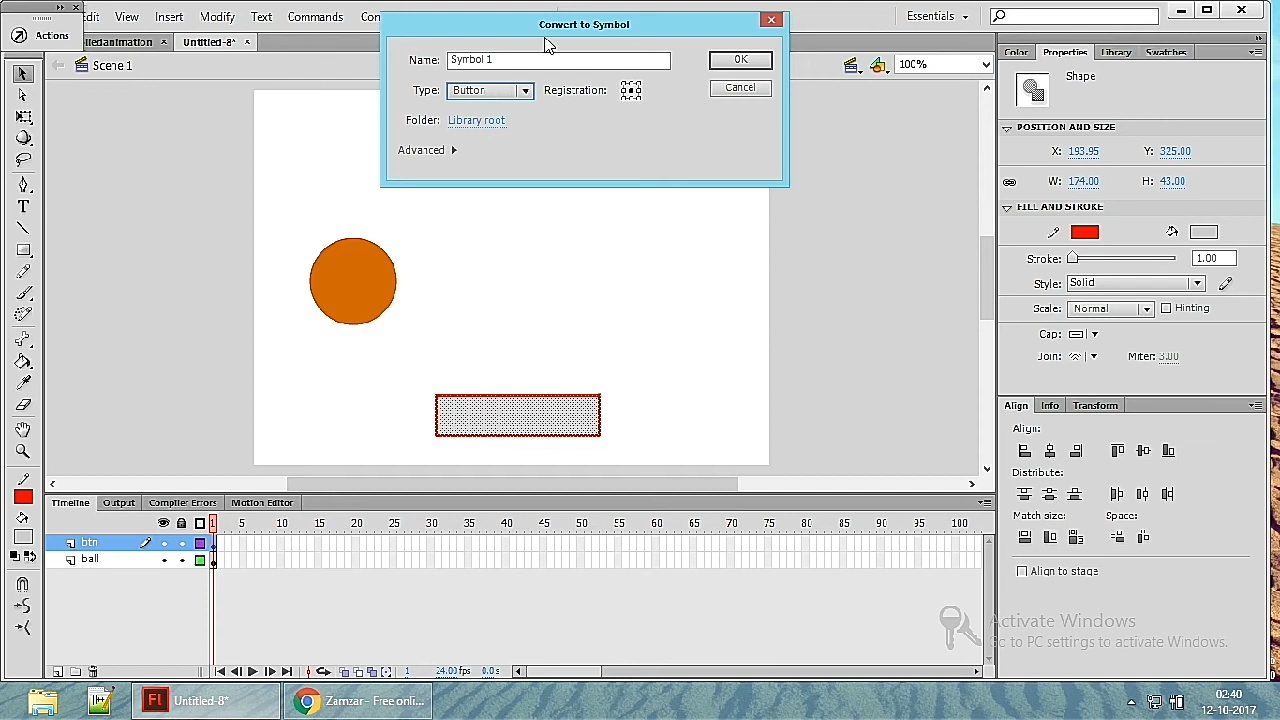 Actions
Edit View Insert Modify Text Commands
Essentials
Convert to Symbol
Untitled-8*
Scene 1
100%
Name: Symbol 1
OK
Type: Button
Registration:
Cancel
Folder: Library root
Advanced
Color Properties Library Swatches
Shape
POSITION AND SIZE
X: 193.95 Y: 325.00
W: 174.00 H: 43.00
FILL AND STROKE
Stroke: 1.00
Style: Solid
Scale: Normal Hinting
Cap:
Join: Miter: 3.00
Align Info Transform
Align:
Distribute:
Match size: Space:
Align to stage
Timeline Output Compiler Errors Motion Editor
1 5 10 15 20 25 30 35 40 45 50 55 60 65 70 75 80 85 90 95 100
btn
ball
1 24.00 fps 0.0 s
Activate Windows
Go to PC settings to activate Windows.
Untitled-8*
Zamzar - Free onli...
02:40
12-10-2017